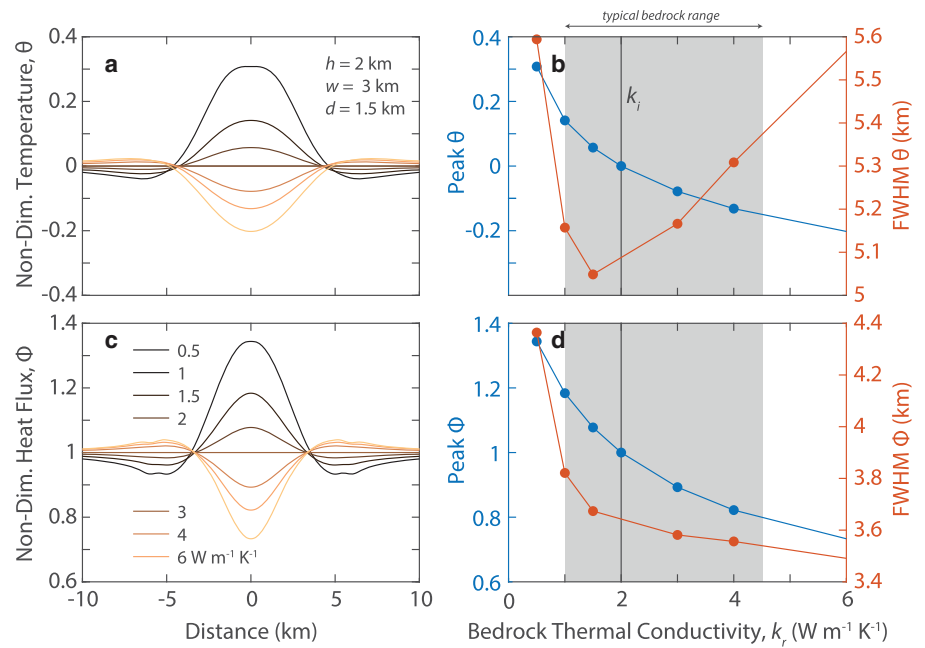 typical bedrock range
0.4
0.2
0
-0.2
-0.4
Non-Dim. Temperature, θ
a
h = 2 km
w = 3 km
d = 1.5 km
-10
-5
0
5
10
0.4
0.2
0
-0.2
Peak θ
b
k_i
5.6
5.5
5.4
5.3
5.2
5.1
5
FWHM θ (km)
1.4
1.2
1
0.8
0.6
Non-Dim. Heat Flux, Φ
c
0.5
1
1.5
2
3
4
6 W m⁻¹ K⁻¹
-10
-5
0
5
10
Distance (km)
1.4
1.2
1
0.8
0.6
Peak Φ
d
4.4
4.2
4
3.8
3.6
3.4
FWHM Φ (km)
0
2
4
6
Bedrock Thermal Conductivity, k_r (W m⁻¹ K⁻¹)